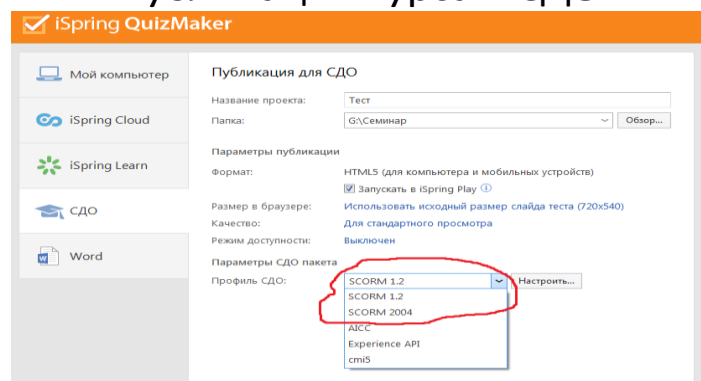 iSpring QuizMaker
Мой компьютер
iSpring Cloud
iSpring Learn
СДО
Word
Публикация для СДО
Название проекта: Тест
Папка: G:\Семинар Обзор...
Параметры публикации
Формат: HTML5 (для компьютера и мобильных устройств)
Запускать в iSpring Play
Размер в браузере: Использовать исходный размер слайда теста (720x540)
Качество: Для стандартного просмотра
Режим доступности: Выключен
Параметры СДО пакета
Профиль СДО: SCORM 1.2 Настроить...
SCORM 1.2
SCORM 2004
AICC
Experience API
cmi5